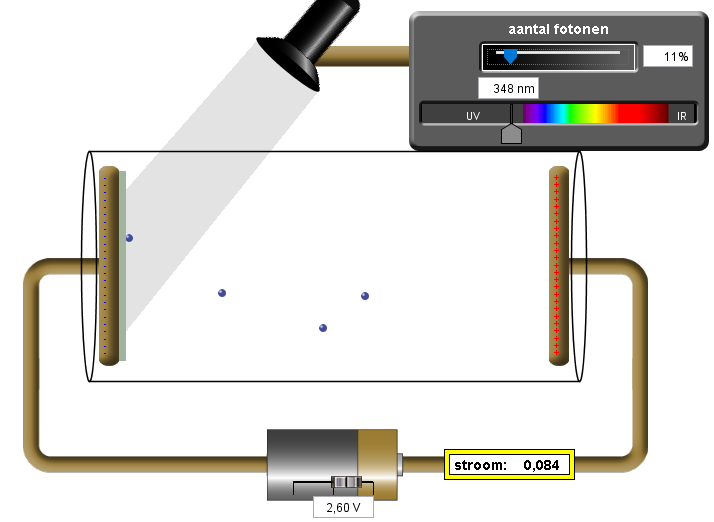 aantal fotonen
11%
348 nm
UV IR
stroom: 0,084
2,60 V